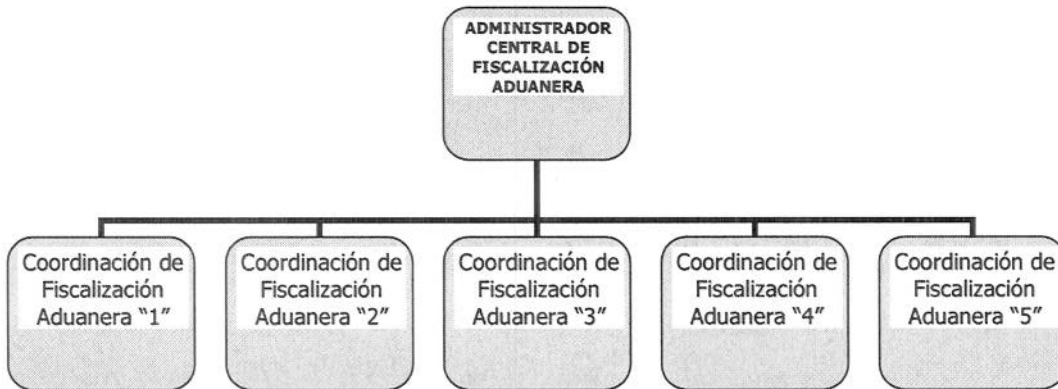 ADMINISTRADOR
CENTRAL DE
FISCALIZACIÓN
ADUANERA
Coordinación de
Fiscalización
Aduanera “1”
Coordinación de
Fiscalización
Aduanera “2”
Coordinación de
Fiscalización
Aduanera “3”
Coordinación de
Fiscalización
Aduanera “4”
Coordinación de
Fiscalización
Aduanera “5”